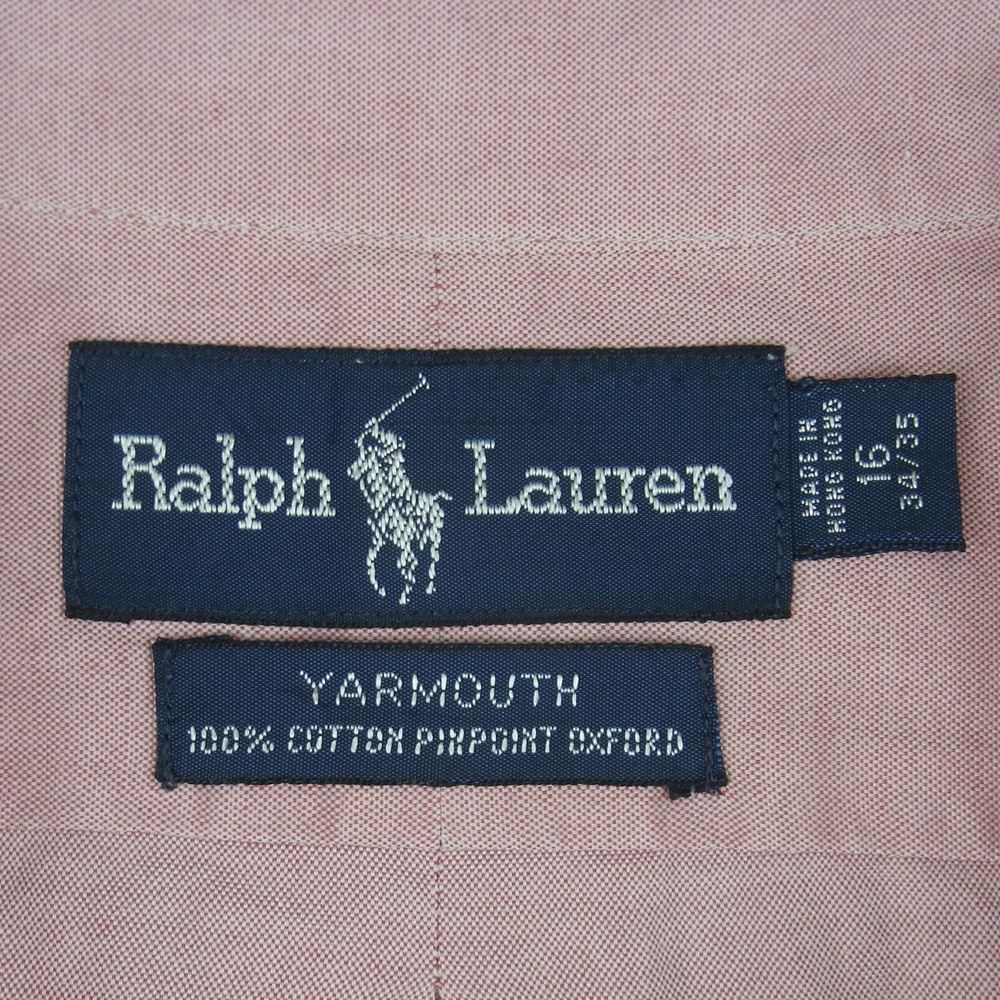 Ralph Lauren
MADE IN
HONG KONG
16
34/35
YARMOUTH
100% COTTON PINPOINT OXFORD